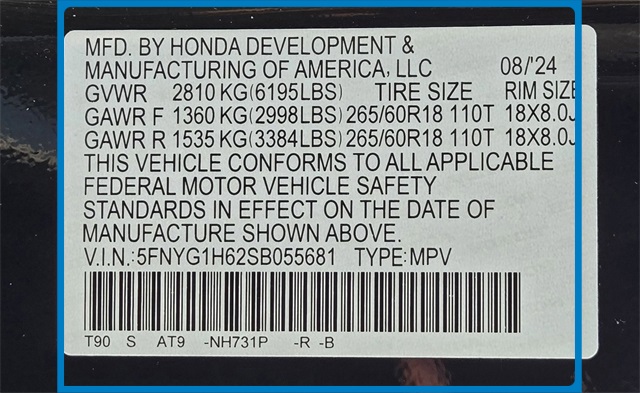 MFD. BY HONDA DEVELOPMENT &
MANUFACTURING OF AMERICA, LLC 08/'24
GVWR 2810 KG(6195LBS) TIRE SIZE RIM SIZE
GAWR F 1360 KG(2998LBS) 265/60R18 110T 18X8.0J
GAWR R 1535 KG(3384LBS) 265/60R18 110T 18X8.0J
THIS VEHICLE CONFORMS TO ALL APPLICABLE
FEDERAL MOTOR VEHICLE SAFETY
STANDARDS IN EFFECT ON THE DATE OF
MANUFACTURE SHOWN ABOVE.
V.I.N.:5FNYG1H62SB055681 TYPE:MPV
T90 S AT9 -NH731P -R -B